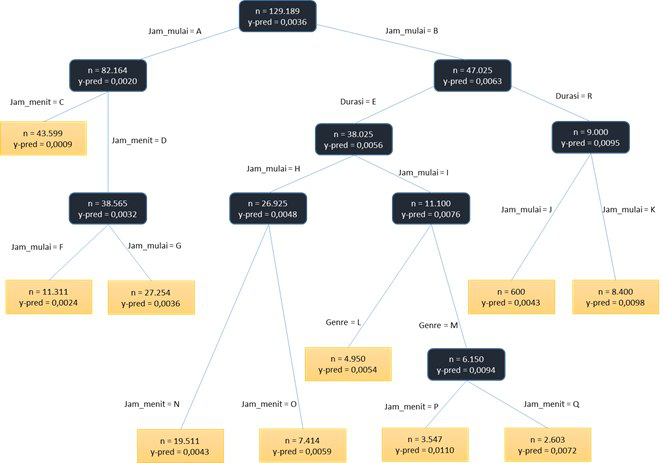 n = 129.189
y-pred = 0,0036
Jam_mulai = A
Jam_mulai = B
n = 82.164
y-pred = 0,0020
n = 47.025
y-pred = 0,0063
Jam_menit = C
Durasi = E
Durasi = R
n = 43.599
y-pred = 0,0009
Jam_menit = D
n = 38.025
y-pred = 0,0056
n = 9.000
y-pred = 0,0095
Jam_mulai = H
Jam_mulai = I
n = 38.565
y-pred = 0,0032
n = 26.925
y-pred = 0,0048
n = 11.100
y-pred = 0,0076
Jam_mulai = J
Jam_mulai = K
Jam_mulai = F
Jam_mulai = G
n = 11.311
y-pred = 0,0024
n = 27.254
y-pred = 0,0036
n = 600
y-pred = 0,0043
n = 8.400
y-pred = 0,0098
Genre = L
Genre = M
n = 4.950
y-pred = 0,0054
n = 6.150
y-pred = 0,0094
Jam_menit = N
Jam_menit = O
Jam_menit = P
Jam_menit = Q
n = 19.511
y-pred = 0,0043
n = 7.414
y-pred = 0,0059
n = 3.547
y-pred = 0,0110
n = 2.603
y-pred = 0,0072